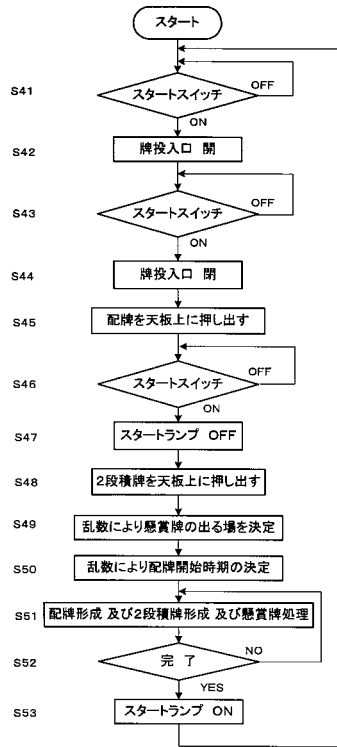 スタート
S41
スタートスイッチ
OFF
ON
S42
牌投入口 開
S43
スタートスイッチ
OFF
ON
S44
牌投入口 閉
S45
配牌を天板上に押し出す
S46
スタートスイッチ
OFF
ON
S47
スタートランプ OFF
S48
2段積牌を天板上に押し出す
S49
乱数により懸賞牌の出る場を決定
S50
乱数により配牌開始時期の決定
S51
配牌形成 及び2段積牌形成 及び懸賞牌処理
S52
完了
NO
YES
S53
スタートランプ ON